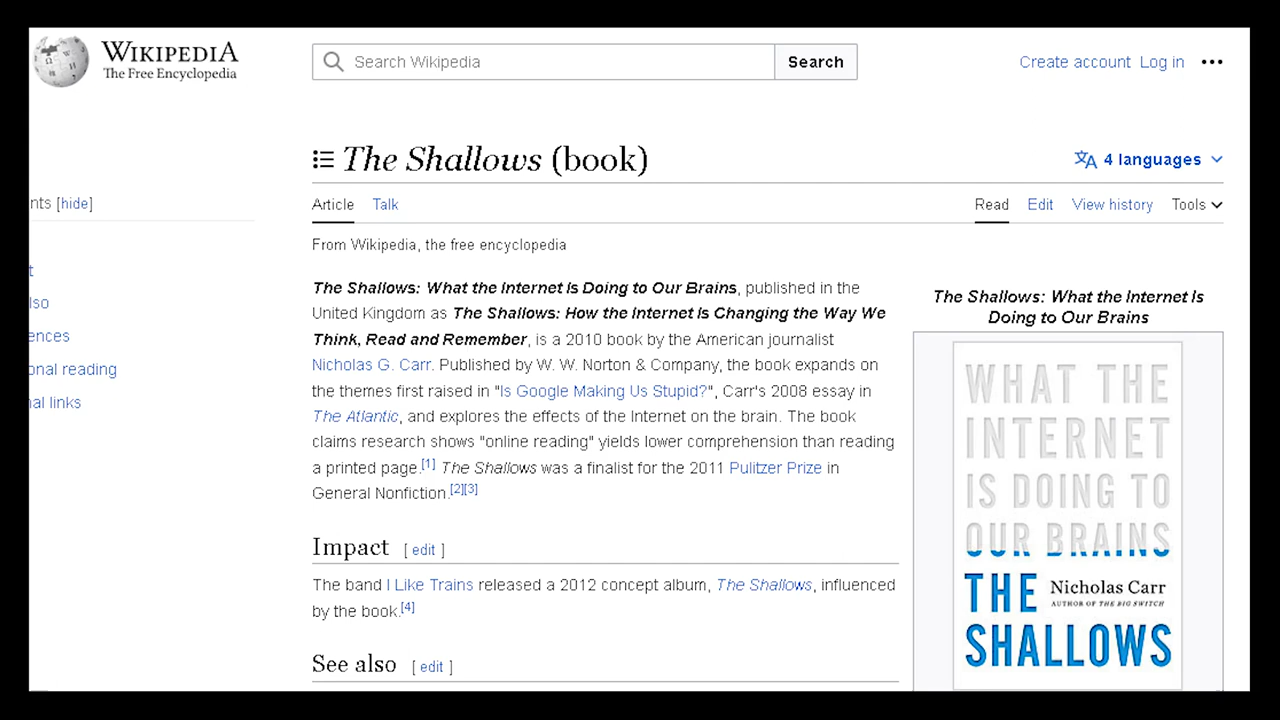 WIKIPEDIA
The Free Encyclopedia
Search Wikipedia
Search
Create account Log in
The Shallows (book)
4 languages
nts [hide]
Article Talk
Read Edit View history Tools
From Wikipedia, the free encyclopedia
t
lso
ences
onal reading
nal links
The Shallows: What the Internet Is Doing to Our Brains, published in the
United Kingdom as The Shallows: How the Internet Is Changing the Way We
Think, Read and Remember, is a 2010 book by the American journalist
Nicholas G. Carr. Published by W. W. Norton & Company, the book expands on
the themes first raised in "Is Google Making Us Stupid?", Carr's 2008 essay in
The Atlantic, and explores the effects of the Internet on the brain. The book
claims research shows "online reading" yields lower comprehension than reading
a printed page.[1] The Shallows was a finalist for the 2011 Pulitzer Prize in
General Nonfiction.[2][3]
Impact [ edit ]
The band I Like Trains released a 2012 concept album, The Shallows, influenced
by the book.[4]
See also [ edit ]
The Shallows: What the Internet Is
Doing to Our Brains
WHAT THE
INTERNET
IS DOING TO
OUR BRAINS
THE
Nicholas Carr
AUTHOR OF THE BIG SWITCH
SHALLOWS